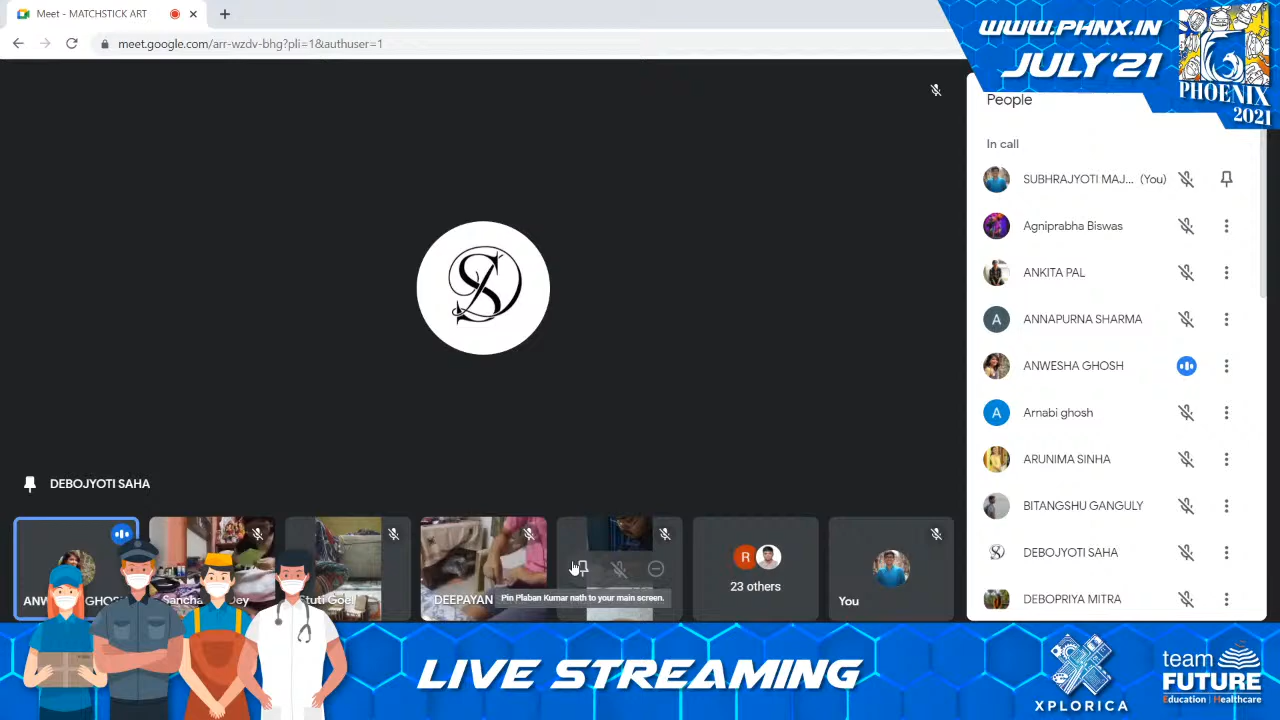 Meet - MATCHSTICK ART
meet.google.com/arr-wzdv-bhg?pli=1&authuser=1
WWW.PHNX.IN
JULY'21
PHOENIX
2021
People
In call
SUBHRAJYOTI MAJ... (You)
Agniprabha Biswas
ANKITA PAL
A ANNAPURNA SHARMA
ANWESHA GHOSH
A Arnabi ghosh
ARUNIMA SINHA
BITANGSHU GANGULY
DEBOJYOTI SAHA
DEBOPRIYA MITRA
DEBOJYOTI SAHA
Stuti Goel
DEEPAYAN
Pin Plaban Kumar nath to your main screen.
R
23 others
You
LIVE STREAMING
XPLORICA
team
FUTURE
Education | Healthcare